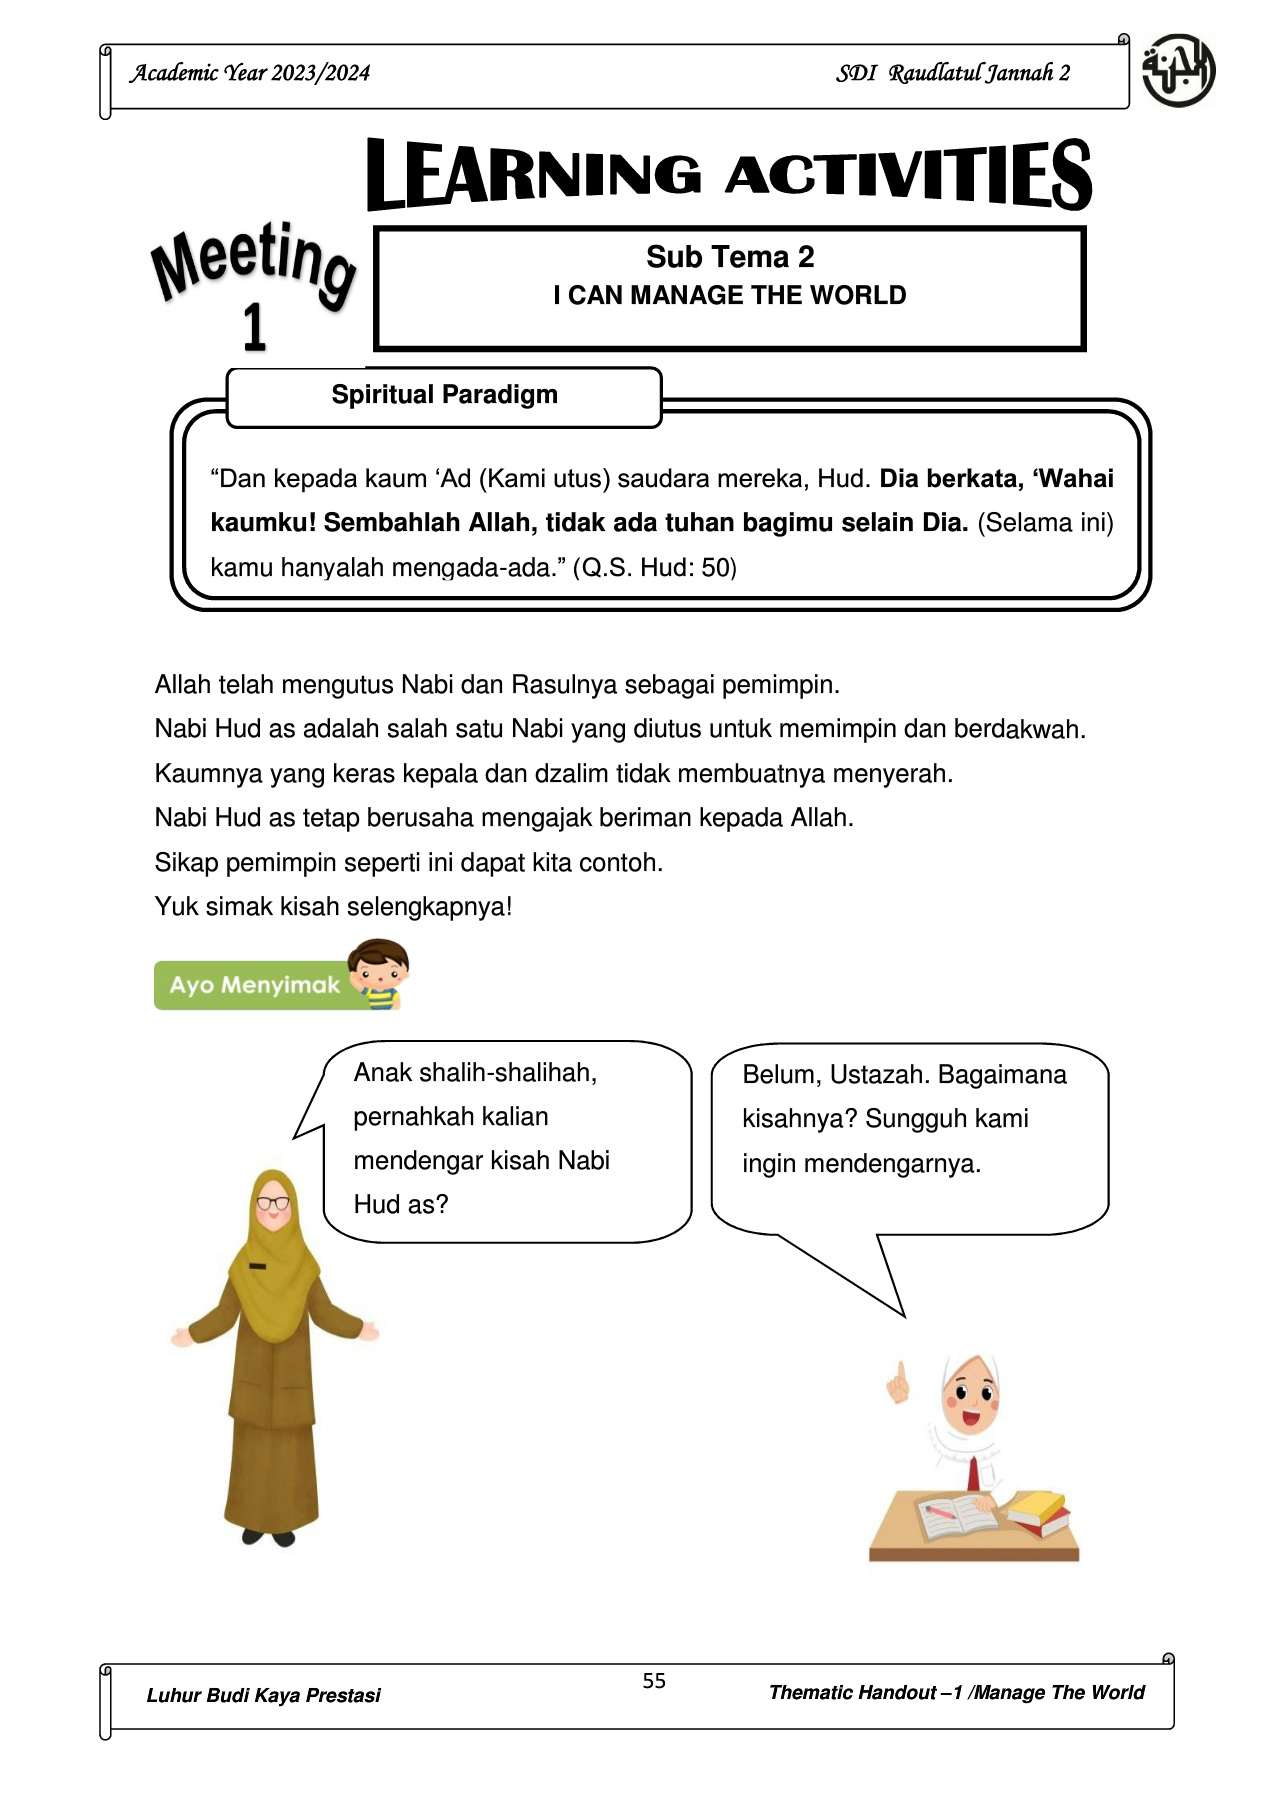 Academic Year 2023/2024
SDI Raudlatul Jannah 2
LEARNING ACTIVITIES
Meeting
1
Sub Tema 2
I CAN MANAGE THE WORLD
Spiritual Paradigm
“Dan kepada kaum ‘Ad (Kami utus) saudara mereka, Hud. Dia berkata, ‘Wahai
kaumku! Sembahlah Allah, tidak ada tuhan bagimu selain Dia. (Selama ini)
kamu hanyalah mengada-ada.” (Q.S. Hud: 50)
Allah telah mengutus Nabi dan Rasulnya sebagai pemimpin.
Nabi Hud as adalah salah satu Nabi yang diutus untuk memimpin dan berdakwah.
Kaumnya yang keras kepala dan dzalim tidak membuatnya menyerah.
Nabi Hud as tetap berusaha mengajak beriman kepada Allah.
Sikap pemimpin seperti ini dapat kita contoh.
Yuk simak kisah selengkapnya!
Ayo Menyimak
Anak shalih-shalihah,
pernahkah kalian
mendengar kisah Nabi
Hud as?
Belum, Ustazah. Bagaimana
kisahnya? Sungguh kami
ingin mendengarnya.
Luhur Budi Kaya Prestasi
55
Thematic Handout –1 /Manage The World